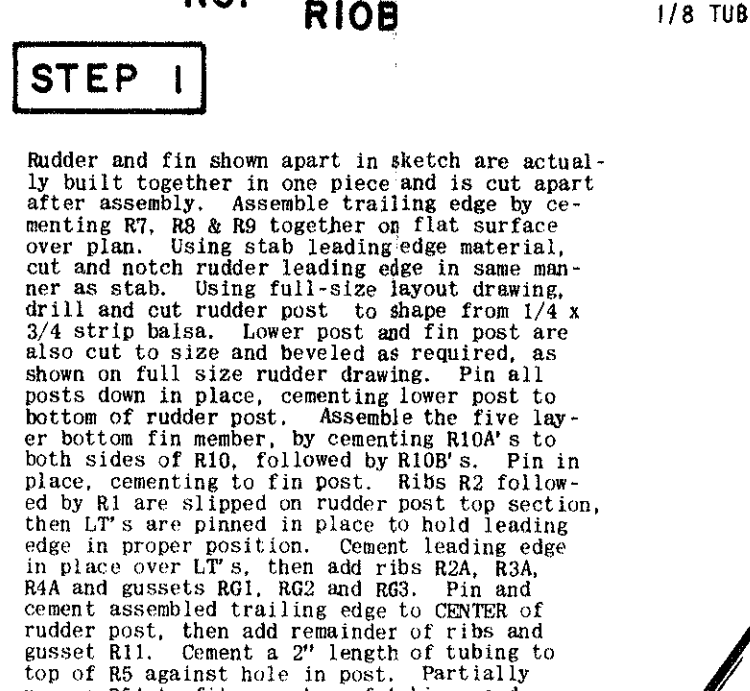 R10B
1/8 TUB
STEP 1
Rudder and fin shown apart in sketch are actual-
ly built together in one piece and is cut apart
after assembly. Assemble trailing edge by ce-
menting R7, R8 & R9 together on flat surface
over plan. Using stab leading edge material,
cut and notch rudder leading edge in same man-
ner as stab. Using full-size layout drawing,
drill and cut rudder post to shape from 1/4 x
3/4 strip balsa. Lower post and fin post are
also cut to size and beveled as required, as
shown on full size rudder drawing. Pin all
posts down in place, cementing lower post to
bottom of rudder post. Assemble the five lay-
er bottom fin member, by cementing R10A's to
both sides of R10, followed by R10B's. Pin in
place, cementing to fin post. Ribs R2 follow-
ed by R1 are slipped on rudder post top section,
then LT's are pinned in place to hold leading
edge in proper position. Cement leading edge
in place over LT's, then add ribs R2A, R3A,
R4A and gussets RG1, RG2 and RG3. Pin and
cement assembled trailing edge to CENTER of
rudder post, then add remainder of ribs and
gusset R11. Cement a 2" length of tubing to
top of R5 against hole in post. Partially